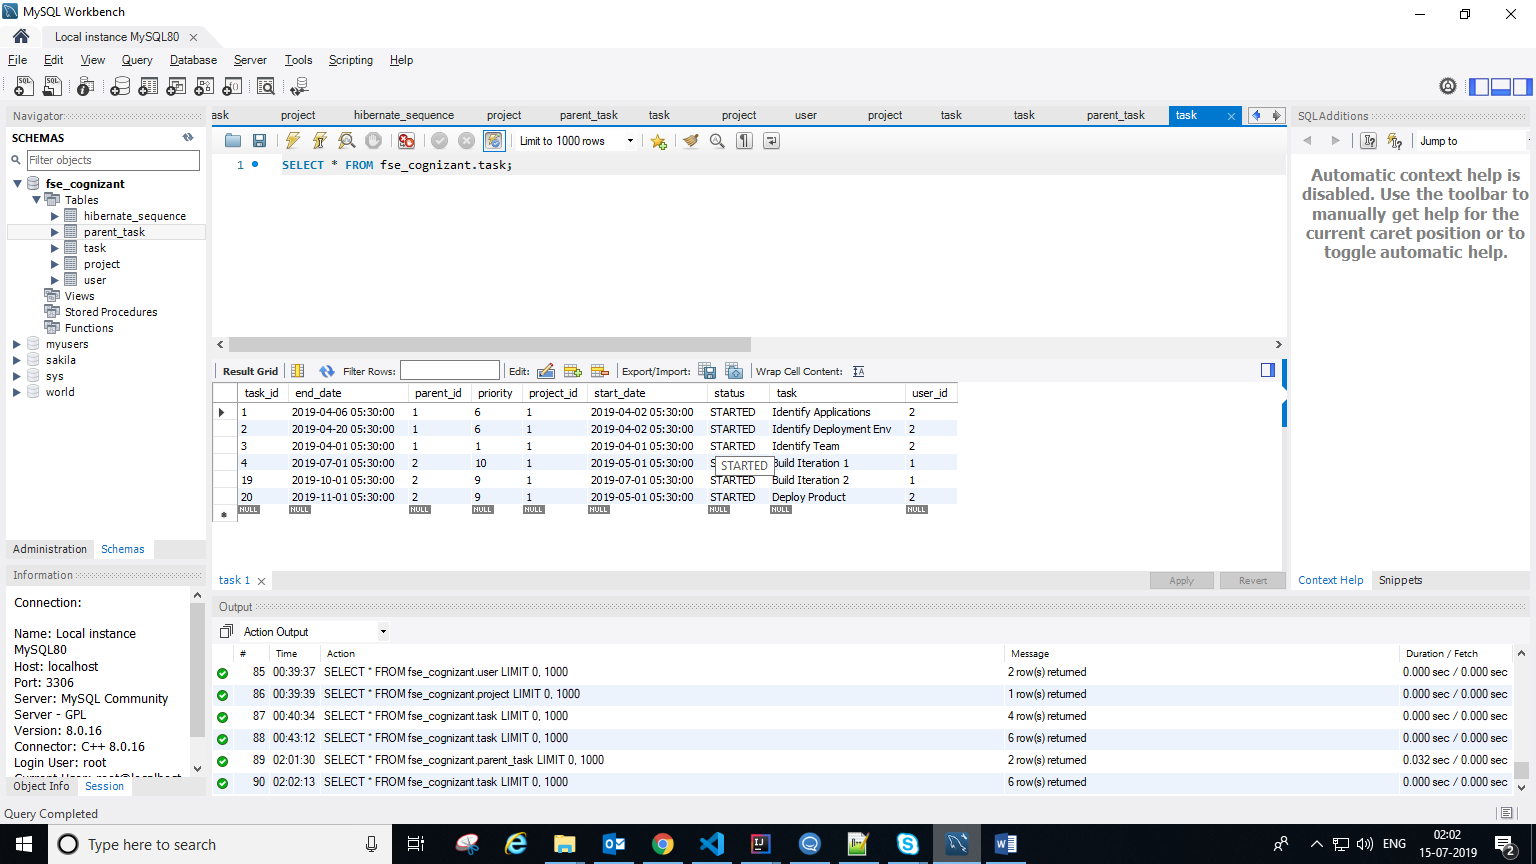 MySQL Workbench
Local instance MySQL80
File Edit View Query Database Server Tools Scripting Help
Navigator
SCHEMAS
Filter objects
fse_cognizant
Tables
hibernate_sequence
parent_task
task
project
user
Views
Stored Procedures
Functions
myusers
sakila
sys
world
Administration Schemas
Information
Connection:
Name: Local instance
MySQL80
Host: localhost
Port: 3306
Server: MySQL Community
Server - GPL
Version: 8.0.16
Connector: C++ 8.0.16
Login User: root
Current User: root@localhost
Object Info Session
Query Completed
ask project hibernate_sequence project parent_task task project user project task task parent_task task
Limit to 1000 rows
1 SELECT * FROM fse_cognizant.task;
Result Grid Filter Rows: Edit: Export/Import: Wrap Cell Content: IA
task_id end_date parent_id priority project_id start_date status task user_id
1 2019-04-06 05:30:00 1 6 1 2019-04-02 05:30:00 STARTED Identify Applications 2
2 2019-04-20 05:30:00 1 6 1 2019-04-02 05:30:00 STARTED Identify Deployment Env 2
3 2019-04-01 05:30:00 1 1 1 2019-04-01 05:30:00 STARTED Identify Team 2
4 2019-07-01 05:30:00 2 10 1 2019-05-01 05:30:00 Build Iteration 1 1
STARTED
19 2019-10-01 05:30:00 2 9 1 2019-07-01 05:30:00 STARTED Build Iteration 2 1
20 2019-11-01 05:30:00 2 9 1 2019-05-01 05:30:00 STARTED Deploy Product 2
NULL NULL NULL NULL NULL NULL NULL NULL NULL
task 1
Apply Revert
SQLAdditions
Jump to
Automatic context help is
disabled. Use the toolbar to
manually get help for the
current caret position or to
toggle automatic help.
Context Help Snippets
Output
Action Output
# Time Action Message Duration / Fetch
85 00:39:37 SELECT * FROM fse_cognizant.user LIMIT 0, 1000 2 row(s) returned 0.000 sec / 0.000 sec
86 00:39:39 SELECT * FROM fse_cognizant.project LIMIT 0, 1000 1 row(s) returned 0.000 sec / 0.000 sec
87 00:40:34 SELECT * FROM fse_cognizant.task LIMIT 0, 1000 4 row(s) returned 0.000 sec / 0.000 sec
88 00:43:12 SELECT * FROM fse_cognizant.task LIMIT 0, 1000 6 row(s) returned 0.000 sec / 0.000 sec
89 02:01:30 SELECT * FROM fse_cognizant.parent_task LIMIT 0, 1000 2 row(s) returned 0.032 sec / 0.000 sec
90 02:02:13 SELECT * FROM fse_cognizant.task LIMIT 0, 1000 6 row(s) returned 0.000 sec / 0.000 sec
Type here to search
ENG
02:02
15-07-2019
2